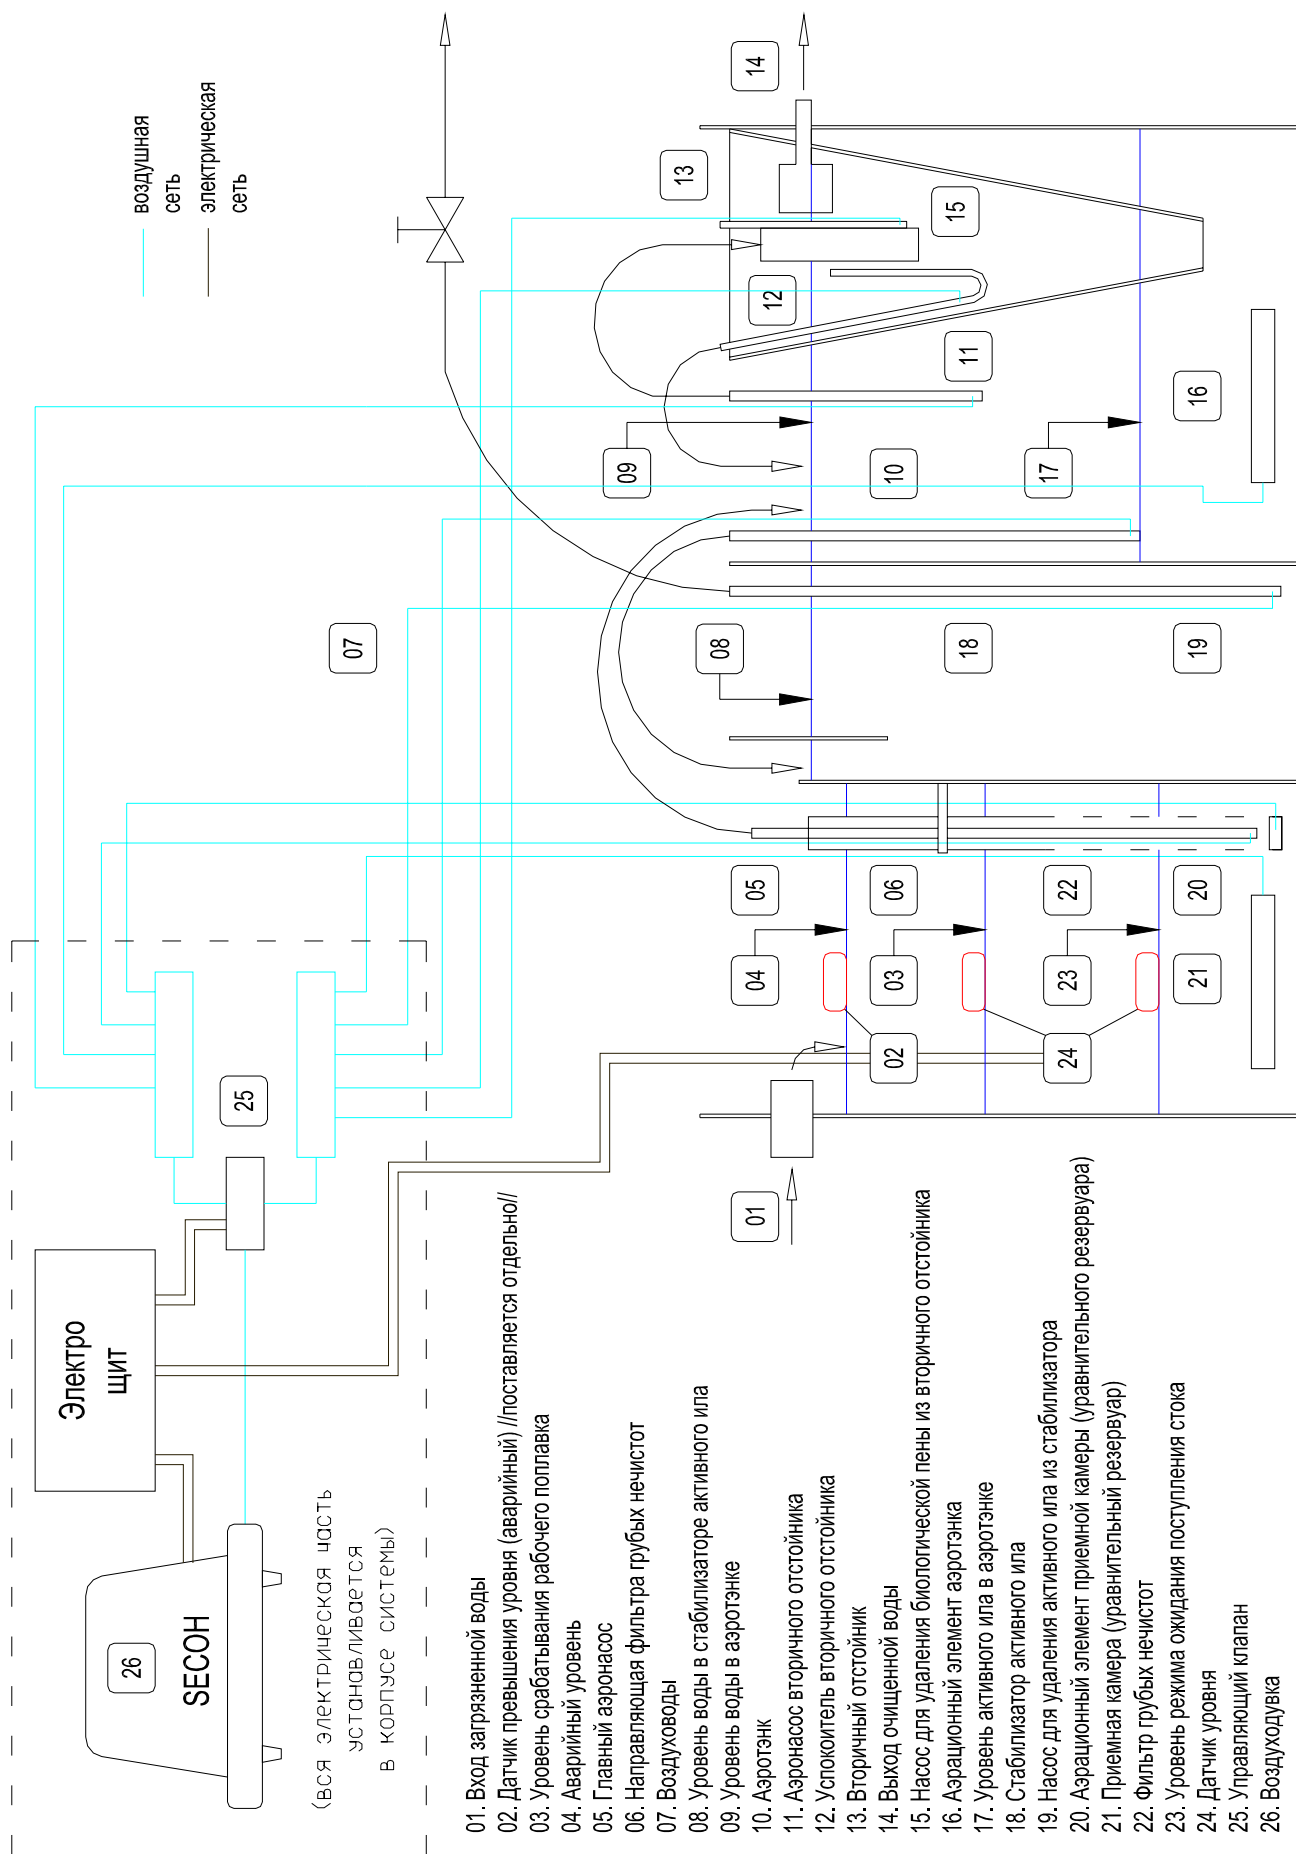 воздушная
сеть
электрическая
сеть
Электро
щит
SECOH
26
25
(вся электрическая часть
устанавливается
в корпусе системы)
07
14
13
15
12
11
16
09
10
17
08
18
19
05
06
22
20
04
03
23
21
02
24
01
01. Вход загрязненной воды
02. Датчик превышения уровня (аварийный) //поставляется отдельно//
03. Уровень срабатывания рабочего поплавка
04. Аварийный уровень
05. Главный аэронасос
06. Направляющая фильтра грубых нечистот
07. Воздуховоды
08. Уровень воды в стабилизаторе активного ила
09. Уровень воды в аэротэнке
10. Аэротэнк
11. Аэронасос вторичного отстойника
12. Успокоитель вторичного отстойника
13. Вторичный отстойник
14. Выход очищенной воды
15. Насос для удаления биологической пены из вторичного отстойника
16. Аэрационный элемент аэротэнка
17. Уровень активного ила в аэротэнке
18. Стабилизатор активного ила
19. Насос для удаления активного ила из стабилизатора
20. Аэрационный элемент приемной камеры (уравнительного резервуара)
21. Приемная камера (уравнительный резервуар)
22. Фильтр грубых нечистот
23. Уровень режима ожидания поступления стока
24. Датчик уровня
25. Управляющий клапан
26. Воздуходувка